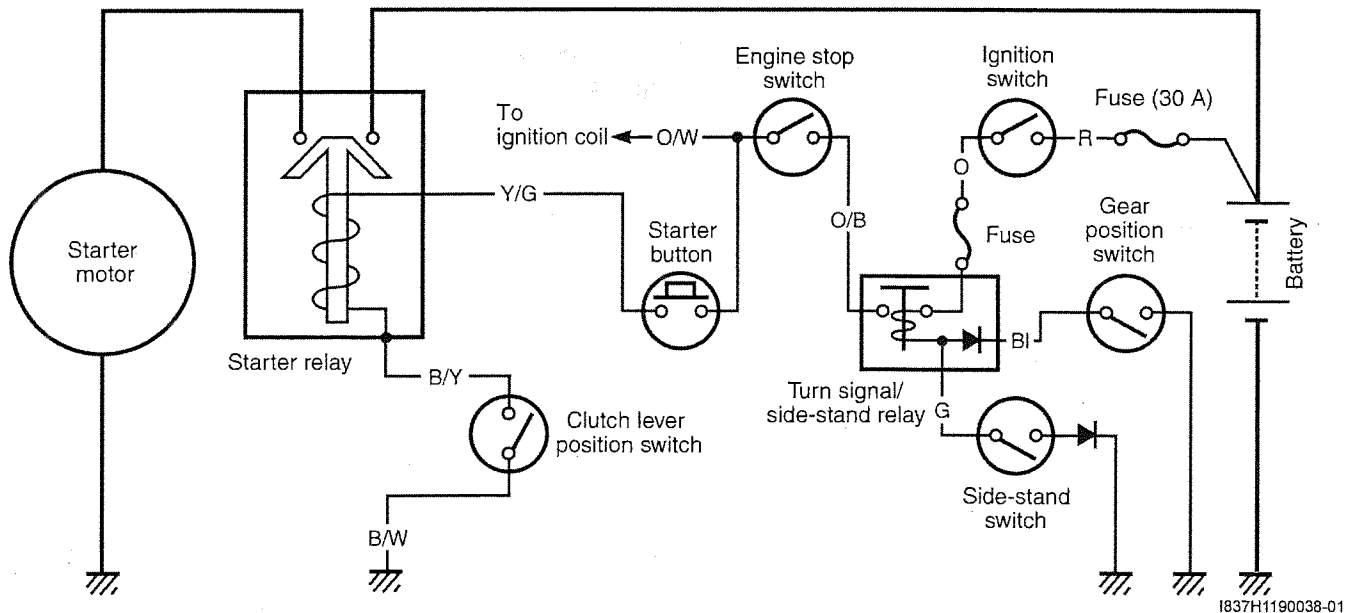 Engine stop
switch
Ignition
switch
Fuse (30 A)
To
ignition coil
O/W
R
O
Y/G
O/B
Starter
motor
Starter
button
Fuse
Gear
position
switch
Battery
Starter relay
B/Y
Bl
Turn signal/
side-stand relay
G
Clutch lever
position switch
Side-stand
switch
B/W
I837H1190038-01